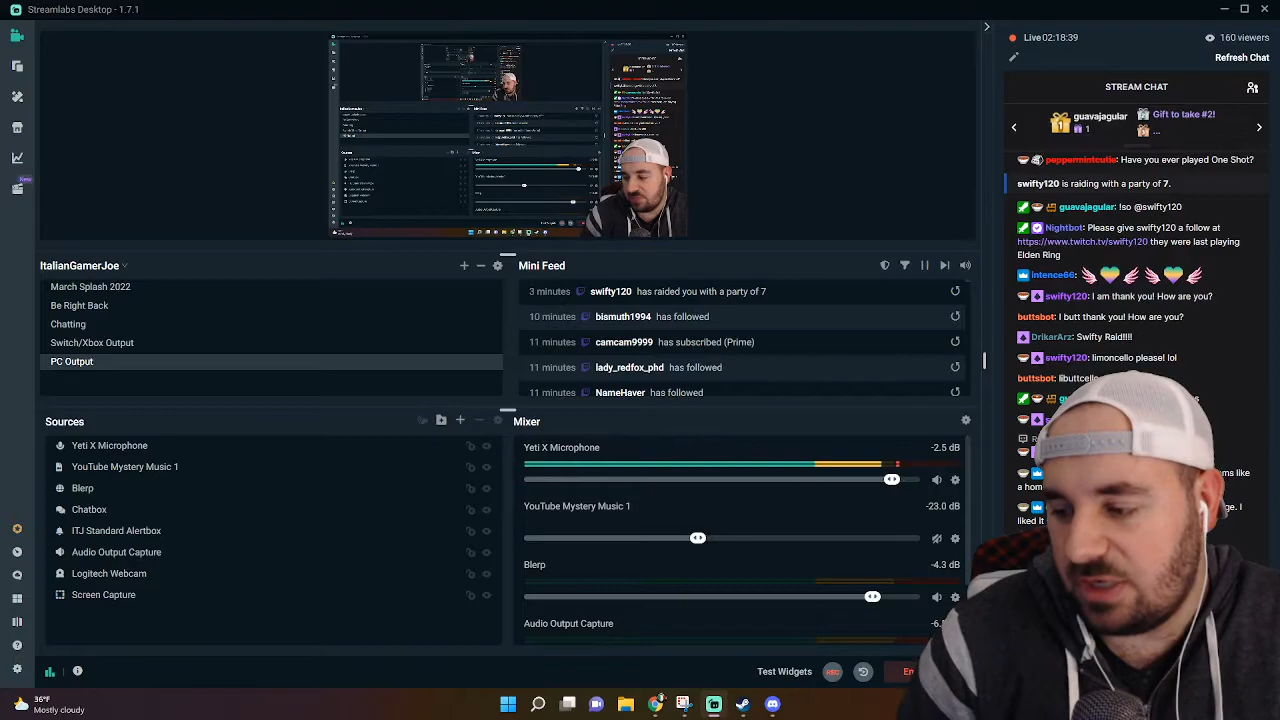 Streamlabs Desktop - 1.7.1
Live 02:18:39
160 viewers
Refresh Chat
STREAM CHAT
guavajagular
1
Gift to take #2!
...
peppermintcutie: Have you ever played One Shot?
swifty120 is raiding with a party of 7.
guavajagular: !so @swifty120
Nightbot: Please give swifty120 a follow at
https://www.twitch.tv/swifty120 they were last playing
Elden Ring
Intence66:
swifty120: I am thank you! How are you?
buttsbot: I butt thank you! How are you?
DrikarArz: Swifty Raid!!!!
swifty120: limoncello please! lol
New
ItalianGamerJoe
March Splash 2022
Be Right Back
Chatting
Switch/Xbox Output
PC Output
Mini Feed
3 minutes swifty120 has raided you with a party of 7
10 minutes bismuth1994 has followed
11 minutes camcam9999 has subscribed (Prime)
11 minutes lady_redfox_phd has followed
11 minutes NameHaver has followed
Sources
Yeti X Microphone
YouTube Mystery Music 1
Blerp
Chatbox
ITJ Standard Alertbox
Audio Output Capture
Logitech Webcam
Screen Capture
Mixer
Yeti X Microphone -2.5 dB
YouTube Mystery Music 1 -23.0 dB
Blerp -4.3 dB
Audio Output Capture
Test Widgets
REC
36°F
Mostly cloudy